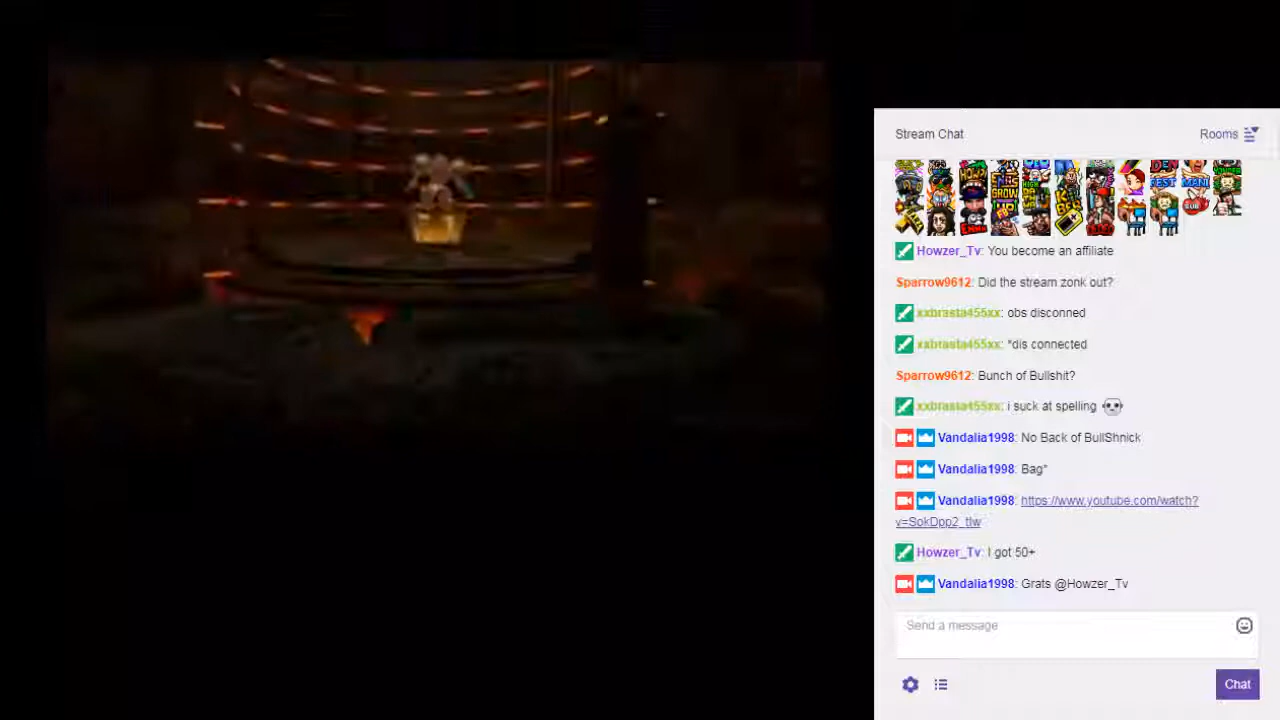 Stream Chat
Rooms
Howzer_Tv: You become an affiliate
Sparrow9612: Did the stream zonk out?
xxbrasta455xx: obs disconned
xxbrasta455xx: *dis connected
Sparrow9612: Bunch of Bullshit?
xxbrasta455xx: i suck at spelling
Vandalia1998: No Back of BullShnick
Vandalia1998: Bag*
Vandalia1998: https://www.youtube.com/watch?
v=SokDpp2_tIw
Howzer_Tv: I got 50+
Vandalia1998: Grats @Howzer_Tv
Send a message
Chat